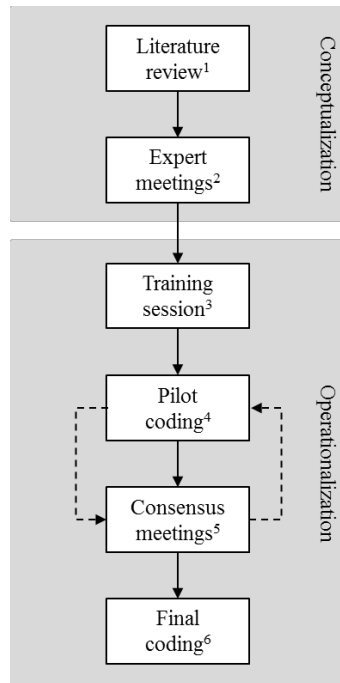 Literature
review¹
Expert
meetings²
Conceptualization
Training
session³
Pilot
coding⁴
Consensus
meetings⁵
Final
coding⁶
Operationalization